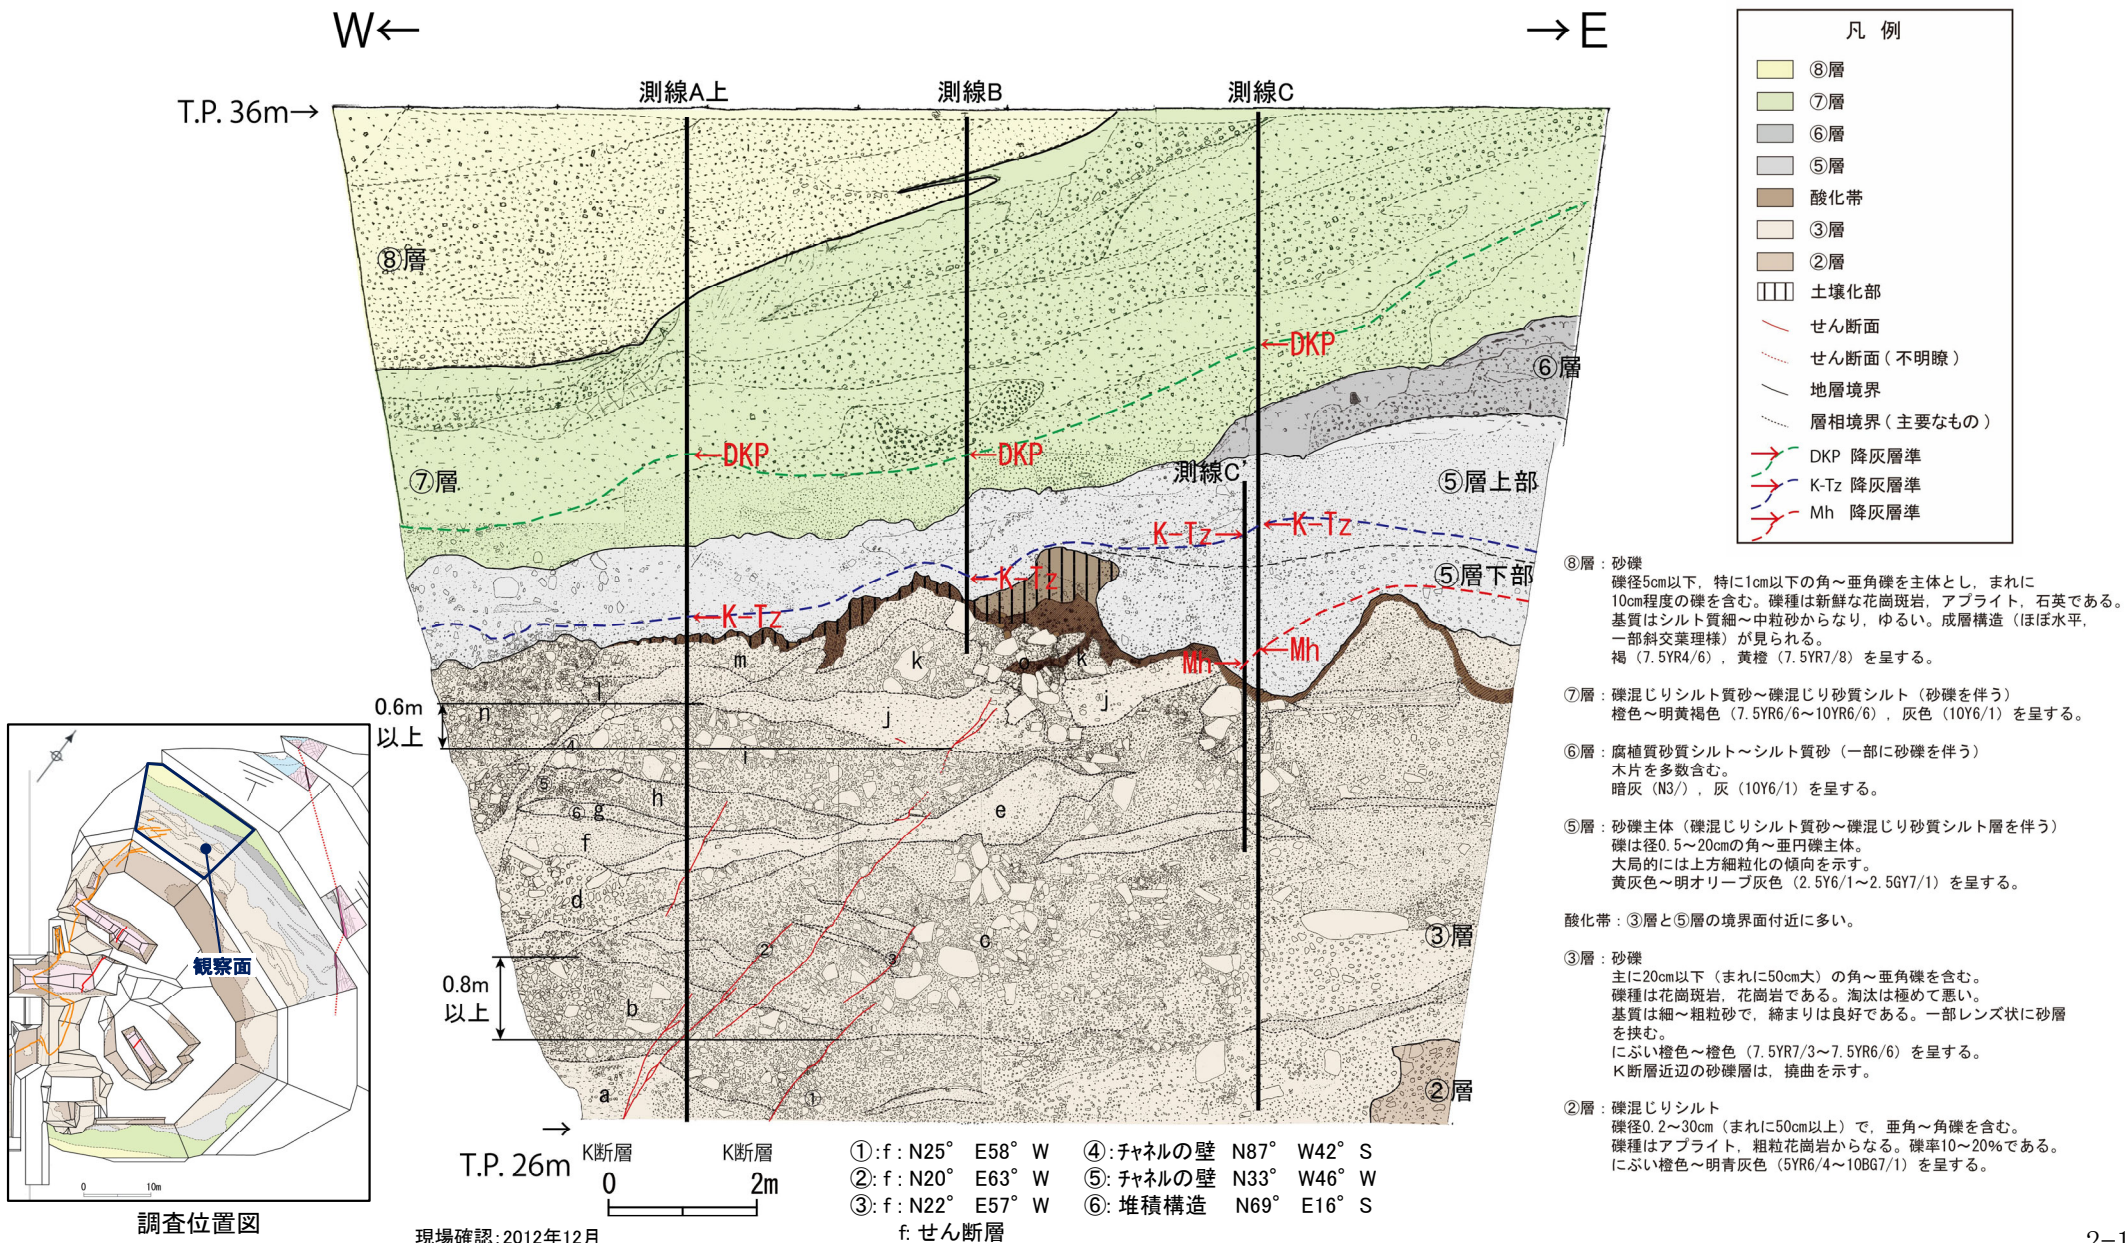 W← →E
T.P. 36m→
測線A上 測線B 測線C
⑧層
←DKP
←DKP
←DKP
⑥層
⑦層
測線C’
⑤層上部
K-Tz→ ←K-Tz
←K-Tz
⑤層下部
←K-Tz
Mh→ ←Mh
m k o k
l
n j j
0.6m
以上
④ i
⑤ h
⑥ g e
f
d
② ③ c ③層
0.8m
以上
b
a ① ②層
→
T.P. 26m
K断層 K断層
0 2m
①:f: N25° E58° W
②:f: N20° E63° W
③:f: N22° E57° W
f: せん断層
④:チャネルの壁 N87° W42° S
⑤:チャネルの壁 N33° W46° W
⑥: 堆積構造 N69° E16° S
現場確認:2012年12月
観察面
0 10m
調査位置図
凡 例
⑧層
⑦層
⑥層
⑤層
酸化帯
③層
②層
土壌化部
せん断面
せん断面(不明瞭)
地層境界
層相境界(主要なもの)
DKP 降灰層準
K-Tz 降灰層準
Mh 降灰層準
⑧層:砂礫
礫径5cm以下，特に1cm以下の角～亜角礫を主体とし，まれに
10cm程度の礫を含む。礫種は新鮮な花崗斑岩，アプライト，石英である。
基質はシルト質細～中粒砂からなり，ゆるい。成層構造（ほぼ水平，
一部斜交葉理様）が見られる。
褐（7.5YR4/6），黄橙（7.5YR7/8）を呈する。
⑦層:礫混じりシルト質砂～礫混じり砂質シルト（砂礫を伴う）
橙色～明黄褐色（7.5YR6/6～10YR6/6），灰色（10Y6/1）を呈する。
⑥層:腐植質砂質シルト～シルト質砂（一部に砂礫を伴う）
木片を多数含む。
暗灰（N3/），灰（10Y6/1）を呈する。
⑤層:砂礫主体（礫混じりシルト質砂～礫混じり砂質シルト層を伴う）
礫は径0.5～20cmの角～亜円礫主体。
大局的には上方細粒化の傾向を示す。
黄灰色～明オリーブ灰色（2.5Y6/1～2.5GY7/1）を呈する。
酸化帯:③層と⑤層の境界面付近に多い。
③層:砂礫
主に20cm以下（まれに50cm大）の角～亜角礫を含む。
礫種は花崗斑岩，花崗岩である。淘汰は極めて悪い。
基質は細～粗粒砂で，締まりは良好である。一部レンズ状に砂層
を挟む。
にぶい橙色～橙色（7.5YR7/3～7.5YR6/6）を呈する。
K断層近辺の砂礫層は，撓曲を示す。
②層:礫混じりシルト
礫径0.2～30cm（まれに50cm以上）で，亜角～角礫を含む。
礫種はアプライト，粗粒花崗岩からなる。礫率10～20%である。
にぶい橙色～明青灰色（5YR6/4～10BG7/1）を呈する。
2-1